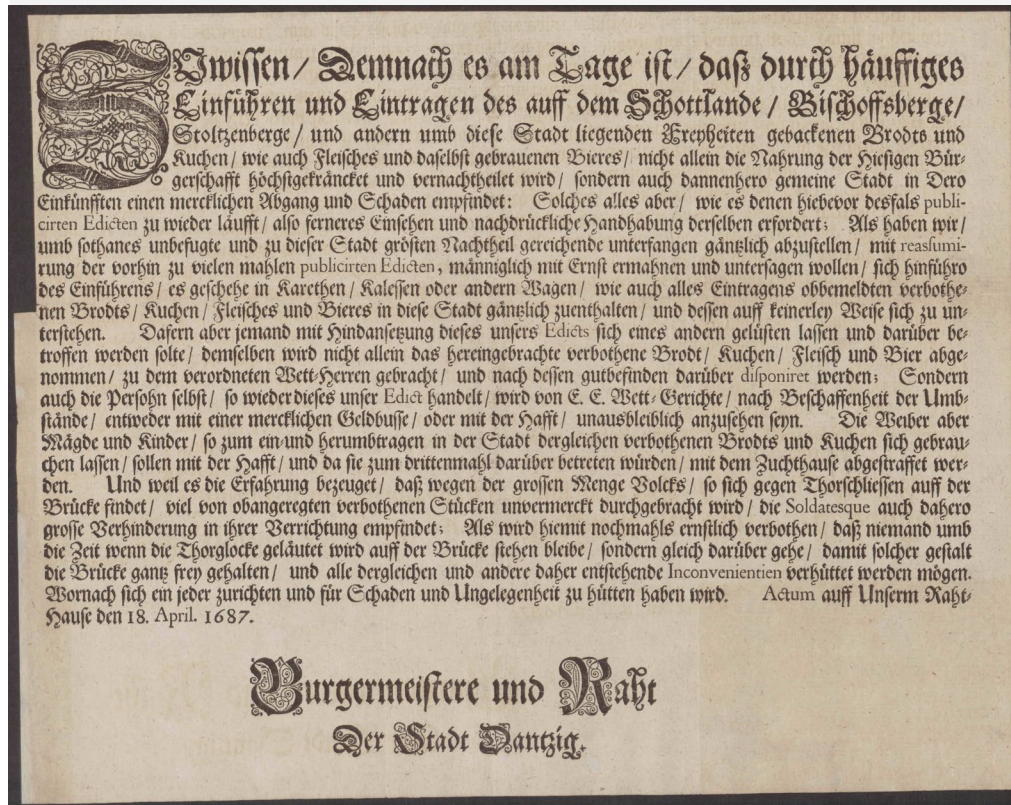 ZUwissen / Demnach es am Tage ist / daß durch häuffiges
Einführen und Eintragen des auff dem Schottlande / Bischoffsberge /
Stoltzenberge / und andern umb diese Stadt liegenden Freyheiten gebackenen Brodts und
Kuchen / wie auch Fleisches und daselbst gebrauenen Bieres / nicht allein die Nahrung der Hiesigen Bür-
gerschafft höchstgekräncket und vernachtheilet wird / sondern auch dannenhero gemeine Stadt in Dero
Einkünfften einen mercklichen Abgang und Schaden empfindet: Solches alles aber / wie es denen hiebevor desfals publi-
cirten Edicten zu wieder läufft / also ferneres Einsehen und nachdrückliche Handhabung derselben erfordert; Als haben wir /
umb sothanes unbefugte und zu dieser Stadt grösten Nachtheil gereichende unterfangen gäntzlich abzustellen / mit reassumi-
rung der vorhin zu vielen mahlen publicirten Edicten, männiglich mit Ernst ermahnen und untersagen wollen / sich hinführo
des Einführens / es geschehe in Karethen / Kalessen oder andern Wagen / wie auch alles Eintragens obbemeldten verbothe-
nen Brodts / Kuchen / Fleisches und Bieres in diese Stadt gäntzlich zuenthalten / und dessen auff keinerley Weise sich zu un-
terstehen. Dafern aber jemand mit Hindansetzung dieses unsers Edicts sich eines andern gelüsten lassen und darüber be-
troffen werden solte / demselben wird nicht allein das hereingebrachte verbothene Brodt / Kuchen / Fleisch und Bier abge-
nommen / zu dem verordneten Wett-Herren gebracht / und nach dessen gutbefinden darüber disponiret werden; Sondern
auch die Persohn selbst / so wieder dieses unser Edict handelt / wird von E. E. Wett-Gerichte / nach Beschaffenheit der Umb-
stände / entweder mit einer mercklichen Geldbusse / oder mit der Hafft / unausbleiblich anzusehen seyn. Die Weiber aber
Mägde und Kinder / so zum ein-und herumbtragen in der Stadt dergleichen verbothenen Brodts und Kuchen sich gebrau-
chen lassen / sollen mit der Hafft / und da sie zum drittenmahl darüber betreten würden / mit dem Zuchthause abgestraffet wer-
den. Und weil es die Erfahrung bezeuget / daß wegen der grossen Menge Volcks / so sich gegen Thorschliessen auff der
Brücke findet / viel von obangeregten verbothenen Stücken unvermerckt durchgebracht wird / die Soldatesque auch dahero
grosse Verhinderung in ihrer Verrichtung empfindet; Als wird hiemit nochmahls ernstlich verbothen / daß niemand umb
die Zeit wenn die Thorglocke geläutet wird auff der Brücke stehen bleibe / sondern gleich darüber gehe / damit solcher gestalt
die Brücke gantz frey gehalten / und alle dergleichen und andere daher entstehende Inconvenientien verhüttet werden mögen.
Wornach sich ein jeder zurichten und für Schaden und Ungelegenheit zu hütten haben wird. Actum auff Unserm Raht-
Hause den 18. April. 1687.
Burgermeistere und Raht
Der Stadt Dantzig.